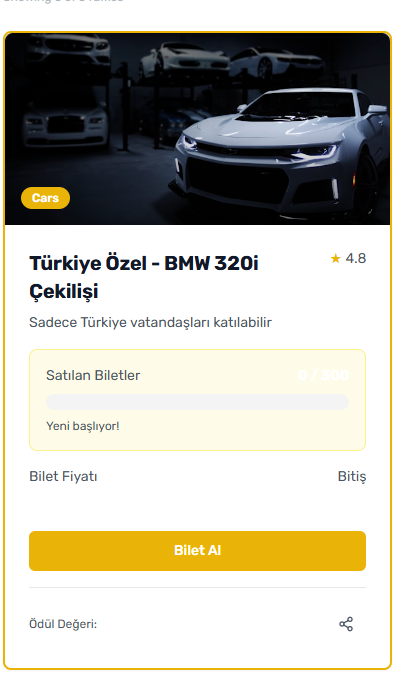 Cars
Türkiye Özel - BMW 320i
Çekilişi
★ 4.8
Sadece Türkiye vatandaşları katılabilir
Satılan Biletler 0 / 300
Yeni başlıyor!
Bilet Fiyatı Bitiş
Bilet Al
Ödül Değeri: